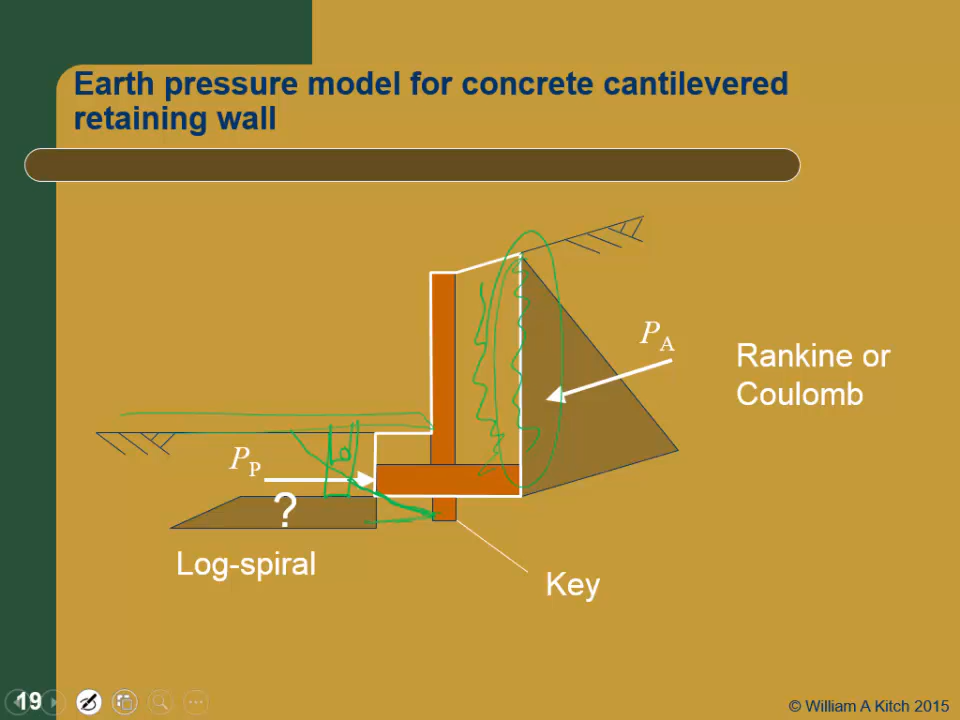 Earth pressure model for concrete cantilevered
retaining wall
P_A
Rankine or
Coulomb
P_P
?
Log-spiral
Key
19
© William A Kitch 2015